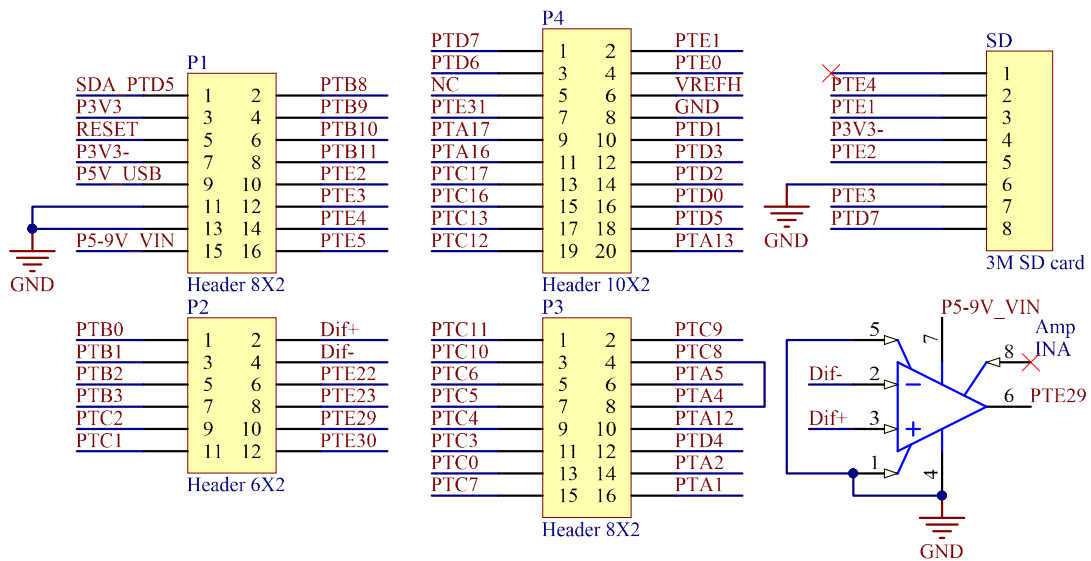 P1
SDA PTD5 1 2 PTB8
P3V3 3 4 PTB9
RESET 5 6 PTB10
P3V3- 7 8 PTB11
P5V_USB 9 10 PTE2
11 12 PTE3
13 14 PTE4
P5-9V_VIN 15 16 PTE5
GND
Header 8X2
P4
PTD7 1 2 PTE1
PTD6 3 4 PTE0
NC 5 6 VREFH
PTE31 7 8 GND
PTA17 9 10 PTD1
PTA16 11 12 PTD3
PTC17 13 14 PTD2
PTC16 15 16 PTD0
PTC13 17 18 PTD5
PTC12 19 20 PTA13
Header 10X2
SD
1
PTE4 2
PTE1 3
P3V3- 4
PTE2 5
6
PTE3 7
PTD7 8
GND
3M SD card
P2
PTB0 1 2 Dif+
PTB1 3 4 Dif-
PTB2 5 6 PTE22
PTB3 7 8 PTE23
PTC2 9 10 PTE29
PTC1 11 12 PTE30
Header 6X2
P3
PTC11 1 2 PTC9
PTC10 3 4 PTC8
PTC6 5 6 PTA5
PTC5 7 8 PTA4
PTC4 9 10 PTA12
PTC3 11 12 PTD4
PTC0 13 14 PTA2
PTC7 15 16 PTA1
Header 8X2
P5-9V_VIN
Amp
INA
5
7
8
Dif- 2 −
6 PTE29
Dif+ 3 +
1
4
GND